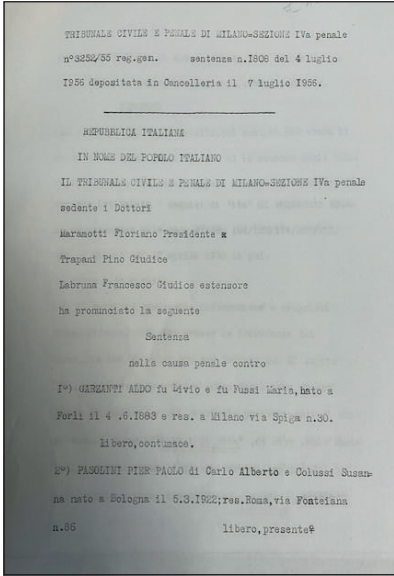 TRIBUNALE CIVILE E PENALE DI MILANO=SEZIONE IVa penale
n°3252/55 reg.gen. sentenza n.1808 del 4 luglio
I956 depositata in Cancelleria il 7 luglio I956.
REPUBBLICA ITALIANA
IN NOME DEL POPOLO ITALIANO
IL TRIBUNALE CIVILE E PENALE DI MILANO=SEZIONE IVa penale
sedente i Dottori
Maramotti Floriano Presidente x
Trapani Pino Giudice
Labruna Francesco Giudice estensore
ha pronunciato la seguente
Sentenza
nella causa penale contro
I°) GARZANTI ALDO fu Livio e fu Fussi Maria,nato a
Forlì il 4 .6.I883 e res. a Milano via Spiga n.30.
Libero,contumace.
2°) PASOLINI PIER PAOLO di Carlo Alberto e Colussi Susan=
na nato a Bologna il 5.3.I922;res.Roma,via Fonteiana
n.86 libero,presente